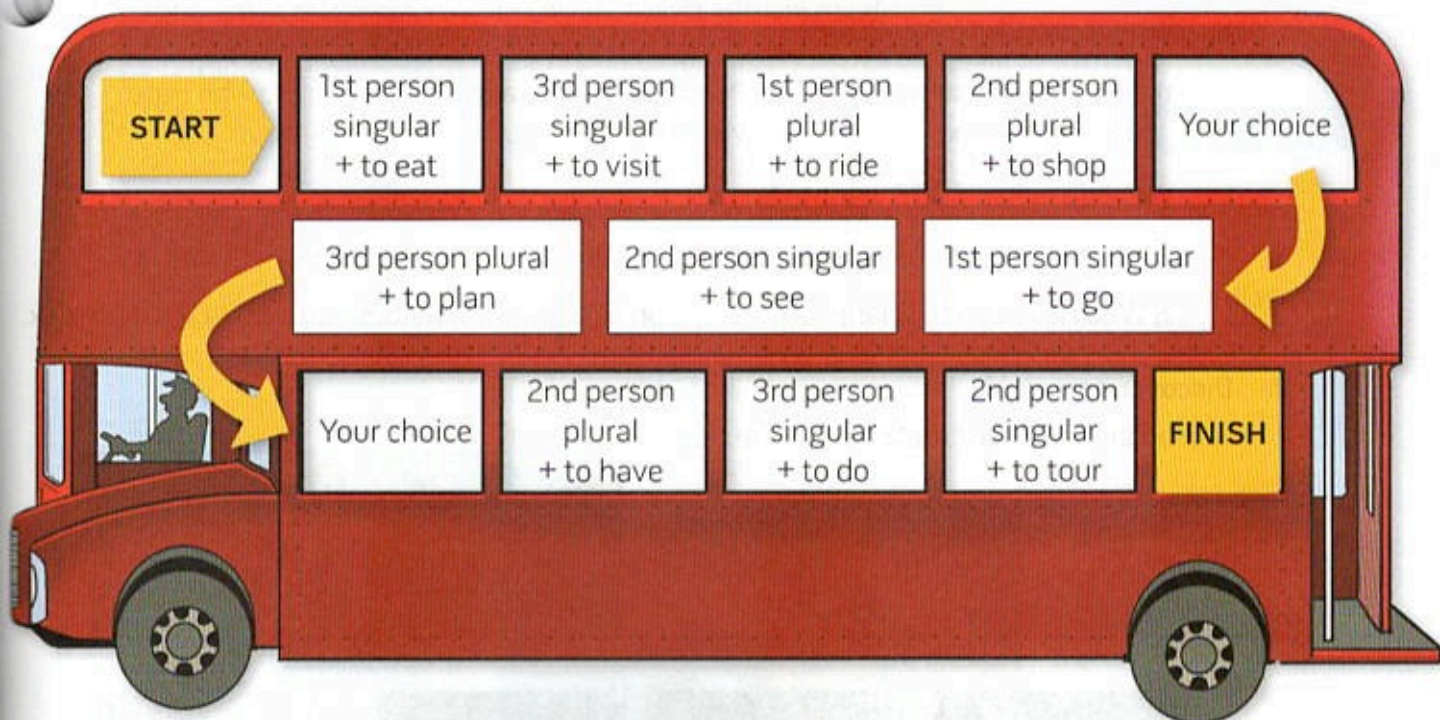 START
1st person
singular
+ to eat
3rd person
singular
+ to visit
1st person
plural
+ to ride
2nd person
plural
+ to shop
Your choice
1st person singular
+ to go
2nd person singular
+ to see
3rd person plural
+ to plan
Your choice
2nd person
plural
+ to have
3rd person
singular
+ to do
2nd person
singular
+ to tour
FINISH